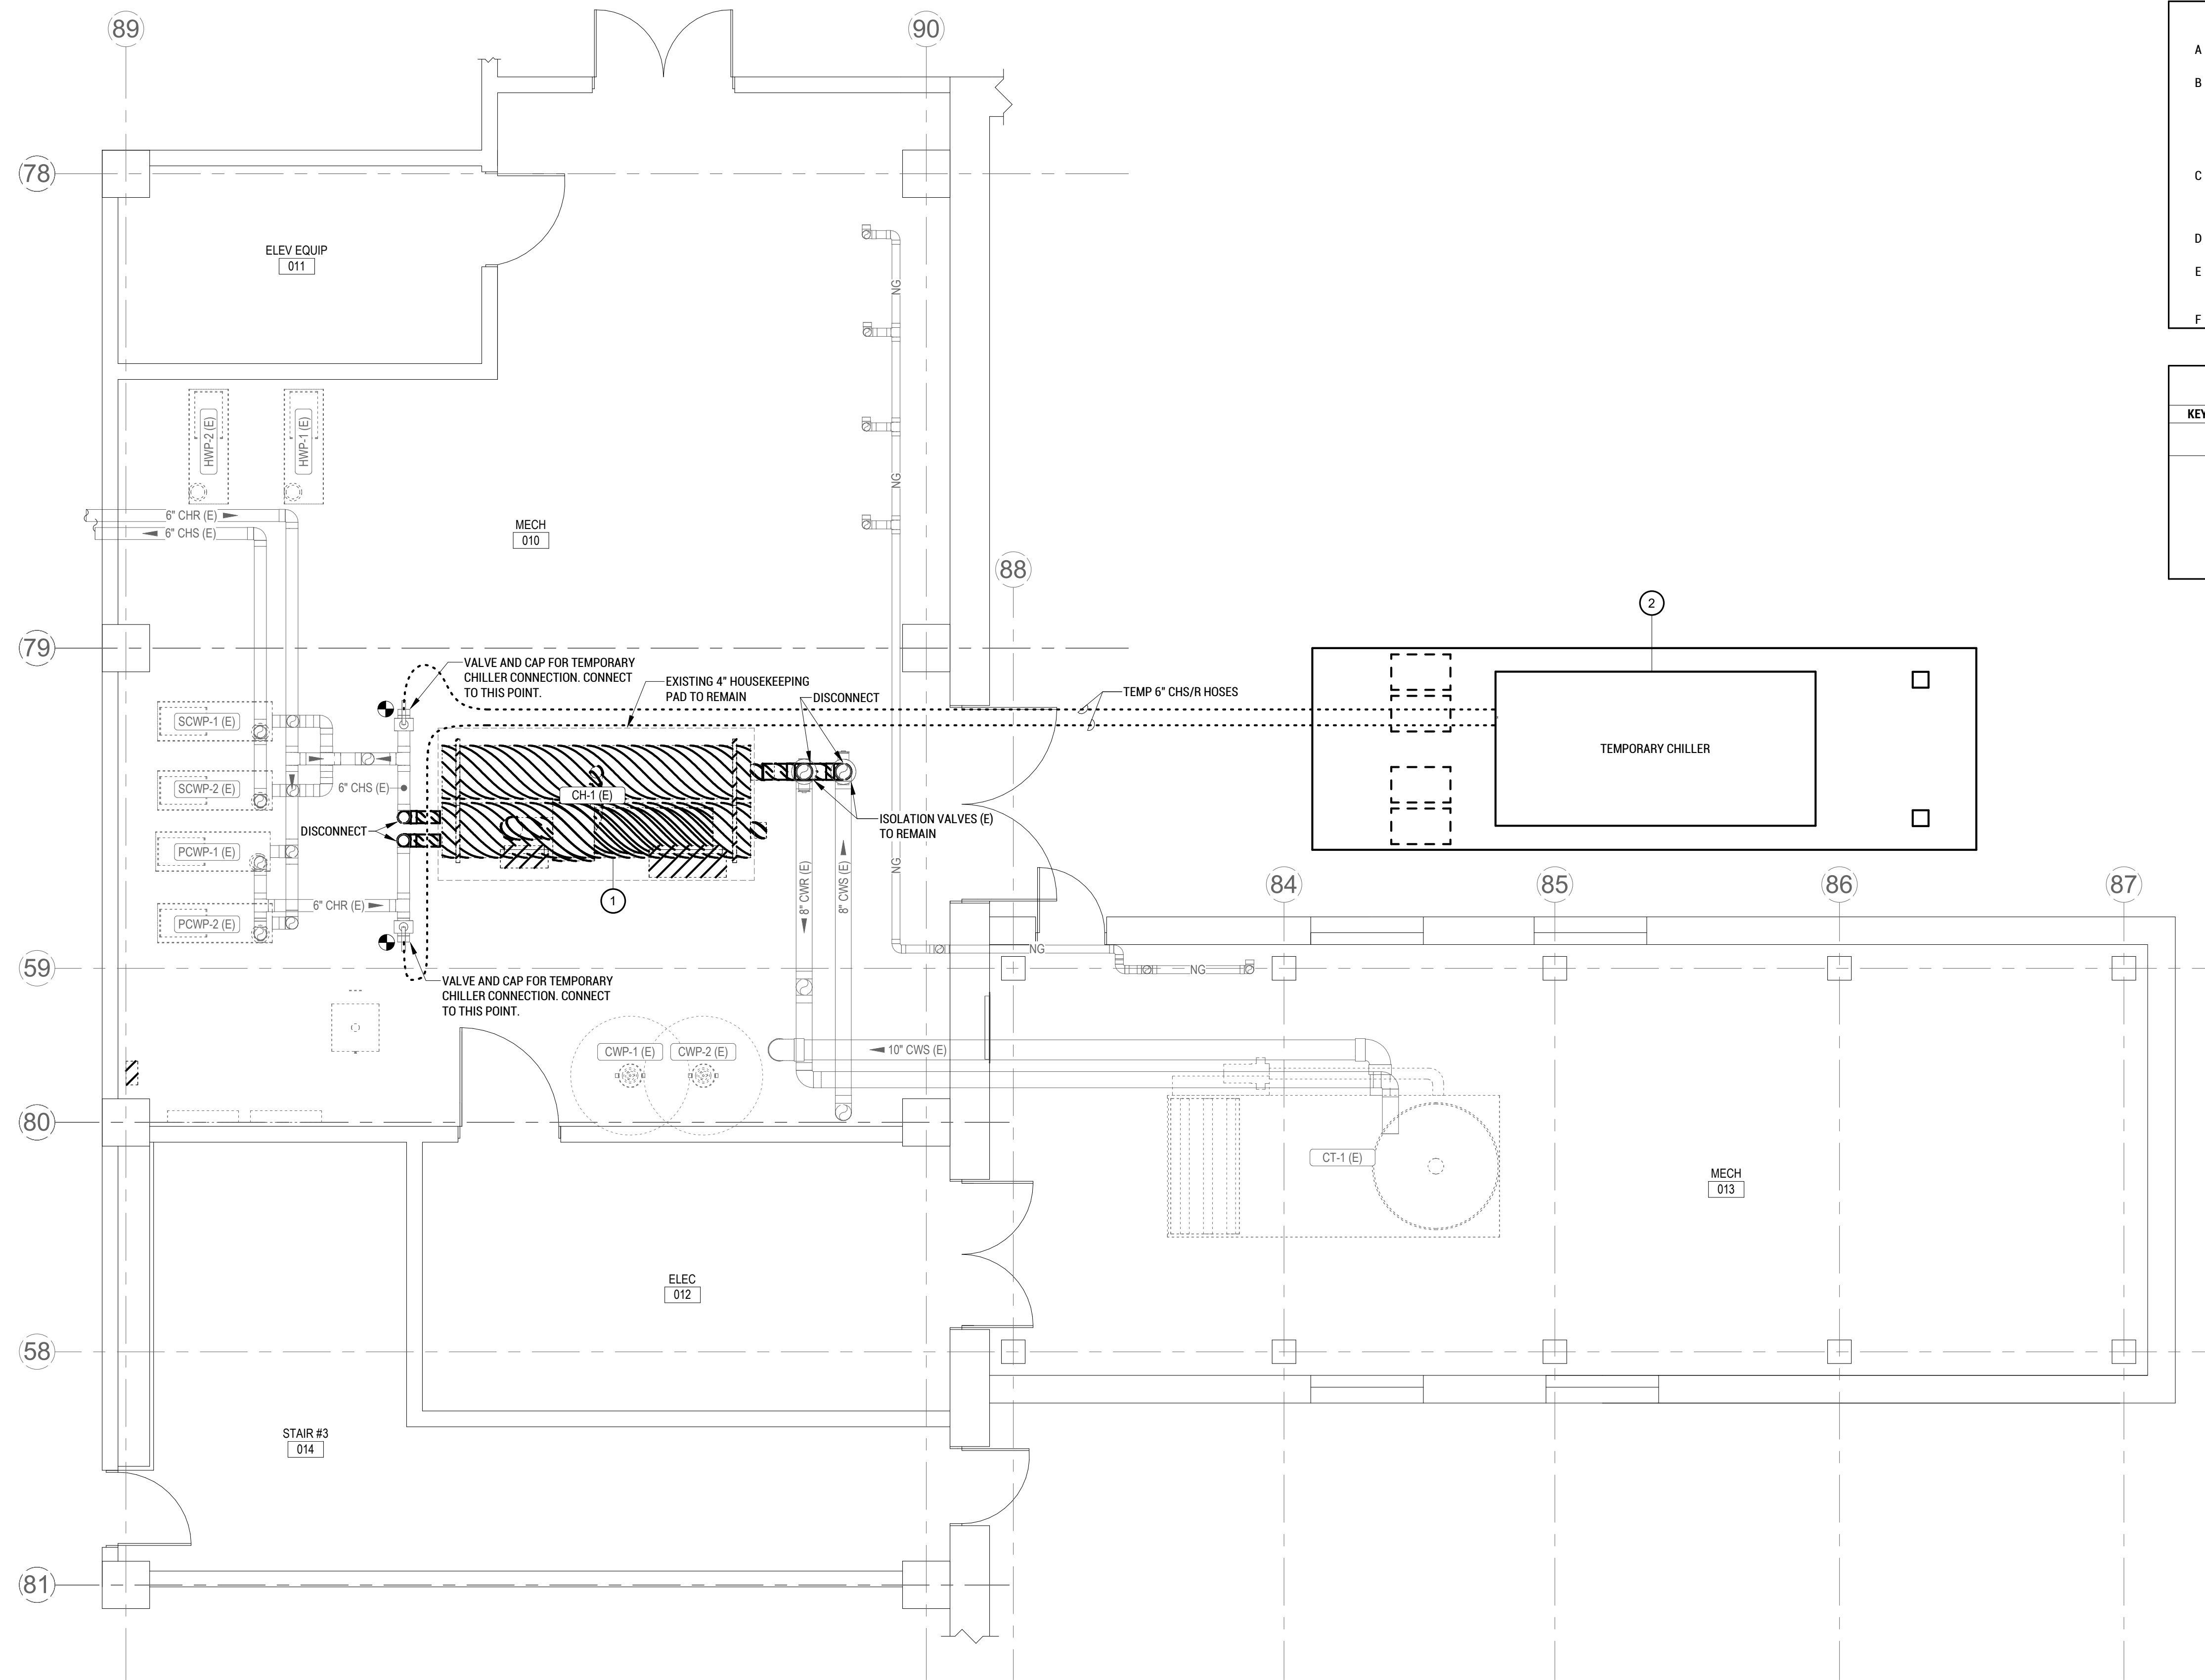 89
90
A
B
78
C
ELEV EQUIP
011
D
E
NG
F
KEY
HWP-2 (E)
HWP-1 (E)
NG
6" CHR (E)
6" CHS (E)
MECH
010
88
2
79
VALVE AND CAP FOR TEMPORARY
CHILLER CONNECTION. CONNECT
TO THIS POINT.
EXISTING 4" HOUSEKEEPING
PAD TO REMAIN
DISCONNECT
TEMP 6" CHS/R HOSES
SCWP-1 (E)
TEMPORARY CHILLER
SCWP-2 (E)
6" CHS (E)
CH-1 (E)
DISCONNECT
ISOLATION VALVES (E)
TO REMAIN
PCWP-1 (E)
NG
8" CWR (E)
8" CWS (E)
84
85
86
87
1
6" CHR (E)
PCWP-2 (E)
NG
59
NG
VALVE AND CAP FOR TEMPORARY
CHILLER CONNECTION. CONNECT
TO THIS POINT.
CWP-1 (E)
CWP-2 (E)
10" CWS (E)
80
CT-1 (E)
MECH
013
ELEC
012
58
STAIR #3
014
81